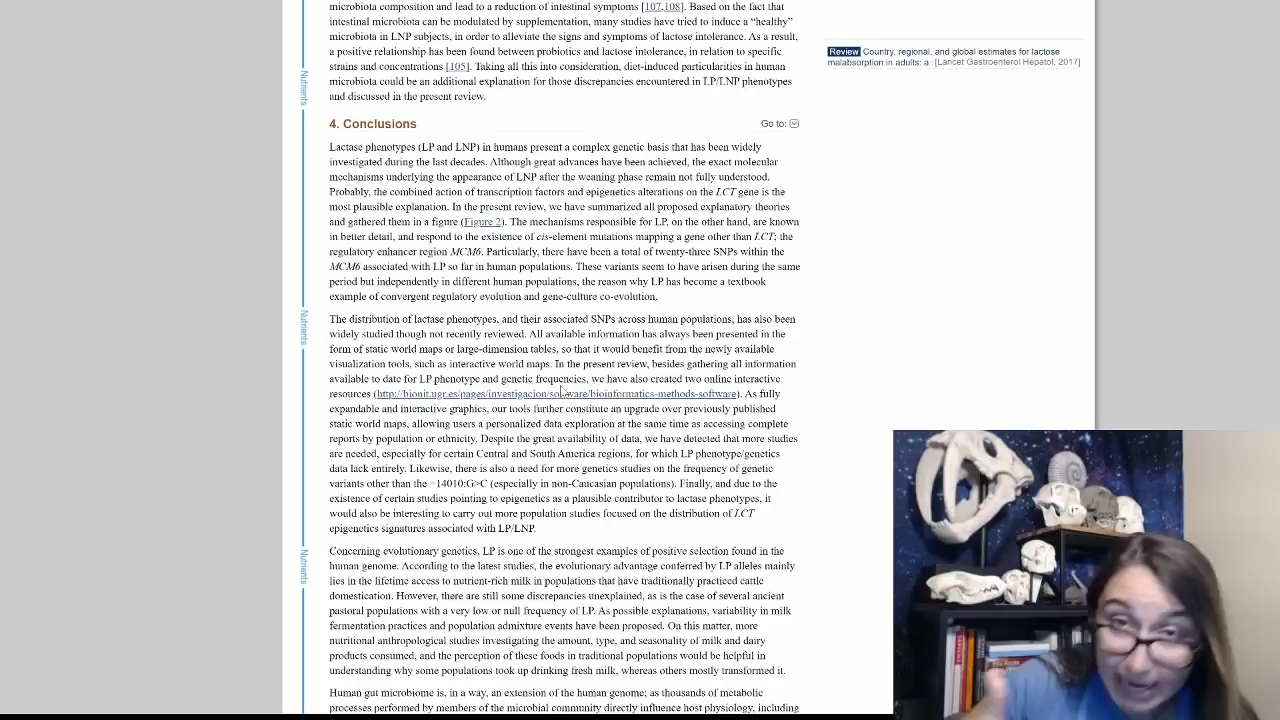 microbiota composition and lead to a reduction of intestinal symptoms [107,108]. Based on the fact that
intestinal microbiota can be modulated by supplementation, many studies have tried to induce a “healthy”
microbiota in LNP subjects, in order to alleviate the signs and symptoms of lactose intolerance. As a result,
a positive relationship has been found between probiotics and lactose intolerance, in relation to specific
strains and concentrations [105]. Taking all this into consideration, diet-induced particularities in human
microbiota could be an additional explanation for those discrepancies encountered in LP/LNP phenotypes
and discussed in the present review.
Review Country, regional, and global estimates for lactose
malabsorption in adults: a [Lancet Gastroenterol Hepatol. 2017]
Nutrients
4. Conclusions
Go to:
Lactase phenotypes (LP and LNP) in humans present a complex genetic basis that has been widely
investigated during the last decades. Although great advances have been achieved, the exact molecular
mechanisms underlying the appearance of LNP after the weaning phase remain not fully understood.
Probably, the combined action of transcription factors and epigenetics alterations on the LCT gene is the
most plausible explanation. In the present review, we have summarized all proposed explanatory theories
and gathered them in a figure (Figure 2). The mechanisms responsible for LP, on the other hand, are known
in better detail, and respond to the existence of cis-element mutations mapping a gene other than LCT; the
regulatory enhancer region MCM6. Particularly, there have been a total of twenty-three SNPs within the
MCM6 associated with LP so far in human populations. These variants seem to have arisen during the same
period but independently in different human populations, the reason why LP has become a textbook
example of convergent regulatory evolution and gene-culture co-evolution.
Nutrients
The distribution of lactase phenotypes, and their associated SNPs across human populations, has also been
widely studied though not recently reviewed. All available information has always been presented in the
form of static world maps or large-dimension tables, so that it would benefit from the newly available
visualization tools, such as interactive world maps. In the present review, besides gathering all information
available to date for LP phenotype and genetic frequencies, we have also created two online interactive
resources (http://bionit.ugr.es/pages/investigacion/software/bioinformatics-methods-software). As fully
expandable and interactive graphics, our tools further constitute an upgrade over previously published
static world maps, allowing users a personalized data exploration at the same time as accessing complete
reports by population or ethnicity. Despite the great availability of data, we have detected that more studies
are needed, especially for certain Central and South America regions, for which LP phenotype/genetics
data lack entirely. Likewise, there is also a need for more genetics studies on the frequency of genetic
variants other than the −14010:G>C (especially in non-Caucasian populations). Finally, and due to the
existence of certain studies pointing to epigenetics as a plausible contributor to lactase phenotypes, it
would also be interesting to carry out more population studies focused on the distribution of LCT
epigenetics signatures associated with LP/LNP.
Nutrients
Concerning evolutionary genetics, LP is one of the strongest examples of positive selection found in the
human genome. According to the latest studies, the evolutionary advantage conferred by LP alleles mainly
lies in the lifetime access to nutrient-rich milk in populations that have traditionally practiced cattle
domestication. However, there are still some discrepancies unexplained, as is the case of several ancient
pastoral populations with a very low or null frequency of LP. As possible explanations, variability in milk
fermentation practices and population admixture events have been proposed. On this matter, more
nutritional anthropological studies investigating the amount, type, and seasonality of milk and dairy
products consumed, and the perception of these foods in traditional populations would be helpful in
understanding why some populations took up drinking fresh milk, whereas others mostly transformed it.
Human gut microbiome is, in a way, an extension of the human genome; as thousands of metabolic
processes performed by members of the microbial community directly influence host physiology, including